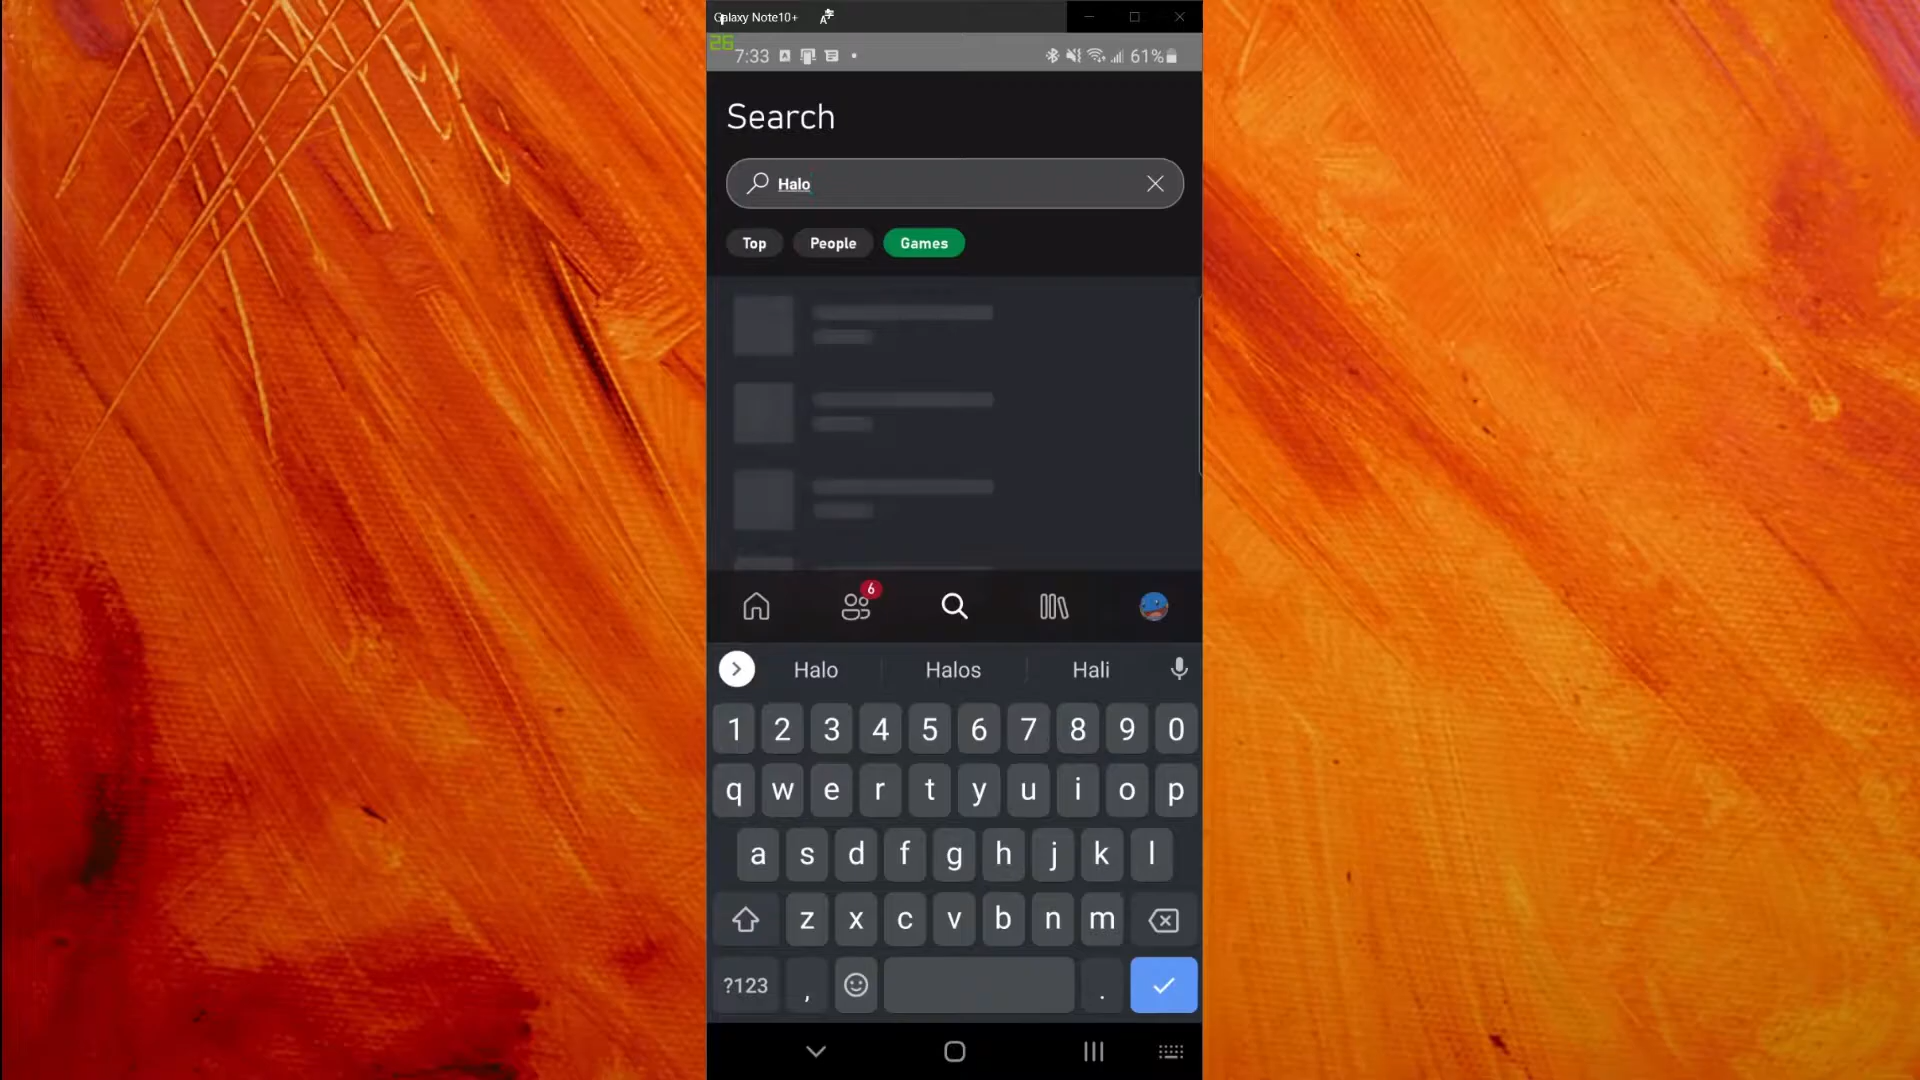 Galaxy Note10+
26
7:33 61%
Search
Halo
Top People Games
6
Halo Halos Hali
1 2 3 4 5 6 7 8 9 0
q w e r t y u i o p
a s d f g h j k l
z x c v b n m
?123 , .